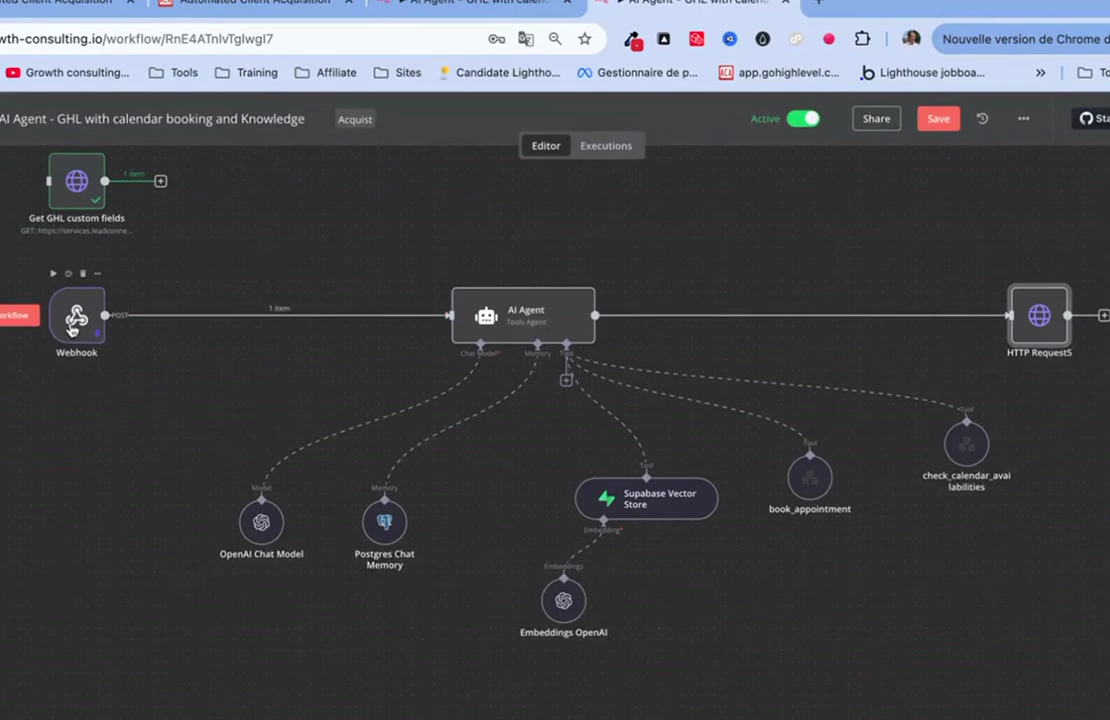 ted Client Acquisition
Automated Client Acquisition
AI Agent - GHL with calen
AI Agent - GHL with calend
wth-consulting.io/workflow/RnE4ATnlvTglwgI7
Nouvelle version de Chrome d
Growth consulting...
Tools
Training
Affiliate
Sites
Candidate Lightho...
Gestionnaire de p...
app.gohighlevel.c...
Lighthouse jobboa...
»
To
AI Agent - GHL with calendar booking and Knowledge
Acquist
Active
Share
Save
Sta
Editor
Executions
1 item
Get GHL custom fields
GET: https://services.leadconne...
orkflow
POST
1 item
Webhook
AI Agent
Tools Agent
Chat Model*
Memory
Tool
HTTP Request5
Tool
check_calendar_avai
labilities
Tool
book_appointment
Tool
Supabase Vector
Store
Embedding*
Model
OpenAI Chat Model
Memory
Postgres Chat
Memory
Embeddings
Embeddings OpenAI